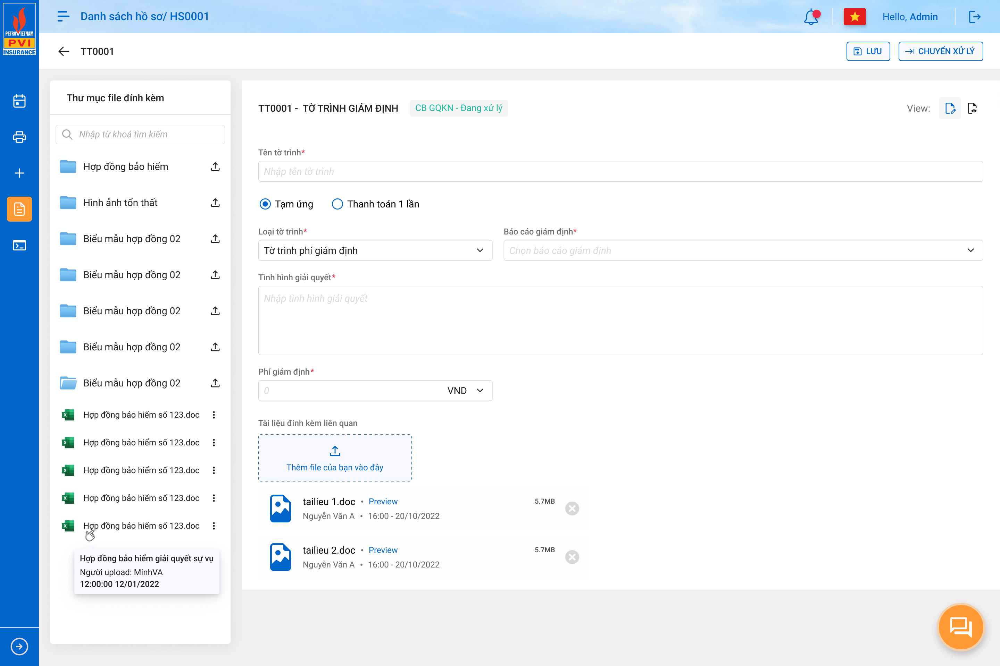 PETROVIETNAM
PVI
INSURANCE
Danh sách hồ sơ/ HS0001
Hello, Admin
TT0001
LƯU
CHUYỂN XỬ LÝ
Thư mục file đính kèm
Nhập từ khoá tìm kiếm
Hợp đồng bảo hiểm
Hình ảnh tổn thất
Biểu mẫu hợp đồng 02
Biểu mẫu hợp đồng 02
Biểu mẫu hợp đồng 02
Biểu mẫu hợp đồng 02
Biểu mẫu hợp đồng 02
Hợp đồng bảo hiểm số 123.doc
Hợp đồng bảo hiểm số 123.doc
Hợp đồng bảo hiểm số 123.doc
Hợp đồng bảo hiểm số 123.doc
Hợp đồng bảo hiểm số 123.doc
Hợp đồng bảo hiểm giải quyết sự vụ
Người upload: MinhVA
12:00:00 12/01/2022
TT0001 - TỜ TRÌNH GIÁM ĐỊNH
CB GQKN - Đang xử lý
View:
Tên tờ trình*
Nhập tên tờ trình
Tạm ứng
Thanh toán 1 lần
Loại tờ trình*
Tờ trình phí giám định
Báo cáo giám định*
Chọn báo cáo giám định
Tình hình giải quyết*
Nhập tình hình giải quyết
Phí giám định*
0
VND
Tài liệu đính kèm liên quan
Thêm file của bạn vào đây
tailieu 1.doc • Preview
5.7MB
Nguyễn Văn A • 16:00 - 20/10/2022
tailieu 2.doc • Preview
5.7MB
Nguyễn Văn A • 16:00 - 20/10/2022